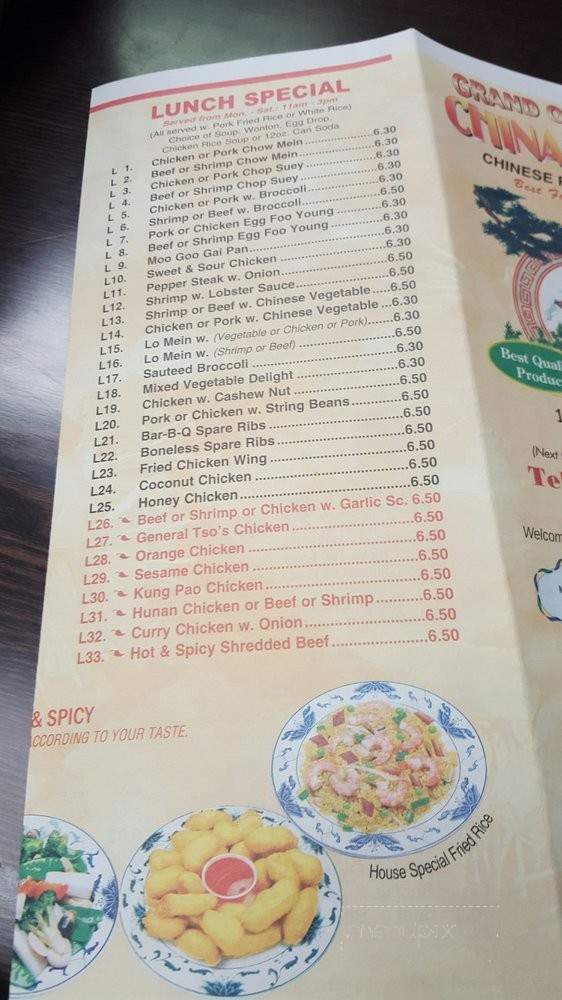 LUNCH SPECIAL
Served from Mon. - Sat.: 11am - 3pm
(All served w. Pork Fried Rice or White Rice)
Choice of Soup: Wonton, Egg Drop,
Chicken Rice Soup or 12oz. Can Soda
L 1. Chicken or Pork Chow Mein...............6.30
L 2. Beef or Shrimp Chow Mein................6.30
L 3. Chicken or Pork Chop Suey...............6.30
L 4. Beef or Shrimp Chop Suey................6.30
L 5. Chicken or Pork w. Broccoli.............6.30
L 6. Shrimp or Beef w. Broccoli..............6.50
L 7. Pork or Chicken Egg Foo Young ..........6.30
L 8. Beef or Shrimp Egg Foo Young ...........6.30
L 9. Moo Goo Gai Pan.........................6.30
L10. Sweet & Sour Chicken ...................6.30
L11. Pepper Steak w. Onion...................6.50
L12. Shrimp w. Lobster Sauce.................6.50
L13. Shrimp or Beef w. Chinese Vegetable ....6.50
L14. Chicken or Pork w. Chinese Vegetable ...6.30
L15. Lo Mein w. (Vegetable or Chicken or Pork)......6.30
L16. Lo Mein w. (Shrimp or Beef) ............6.50
L17. Sauteed Broccoli .......................6.30
L18. Mixed Vegetable Delight ................6.30
L19. Chicken w. Cashew Nut ..................6.50
L20. Pork or Chicken w. String Beans.........6.50
L21. Bar-B-Q Spare Ribs .....................6.50
L22. Boneless Spare Ribs ....................6.50
L23. Fried Chicken Wing .....................6.50
L24. Coconut Chicken ........................6.50
L25. Honey Chicken...........................6.50
L26. Beef or Shrimp or Chicken w. Garlic Sc. 6.50
L27. General Tso's Chicken...................6.50
L28. Orange Chicken .........................6.50
L29. Sesame Chicken .........................6.50
L30. Kung Pao Chicken........................6.50
L31. Hunan Chicken or Beef or Shrimp.........6.50
L32. Curry Chicken w. Onion..................6.50
L33. Hot & Spicy Shredded Beef...............6.50
& SPICY
ACCORDING TO YOUR TASTE.
House Special Fried Rice
GRAND
CHINA
CHINESE
Best
Best
(Next